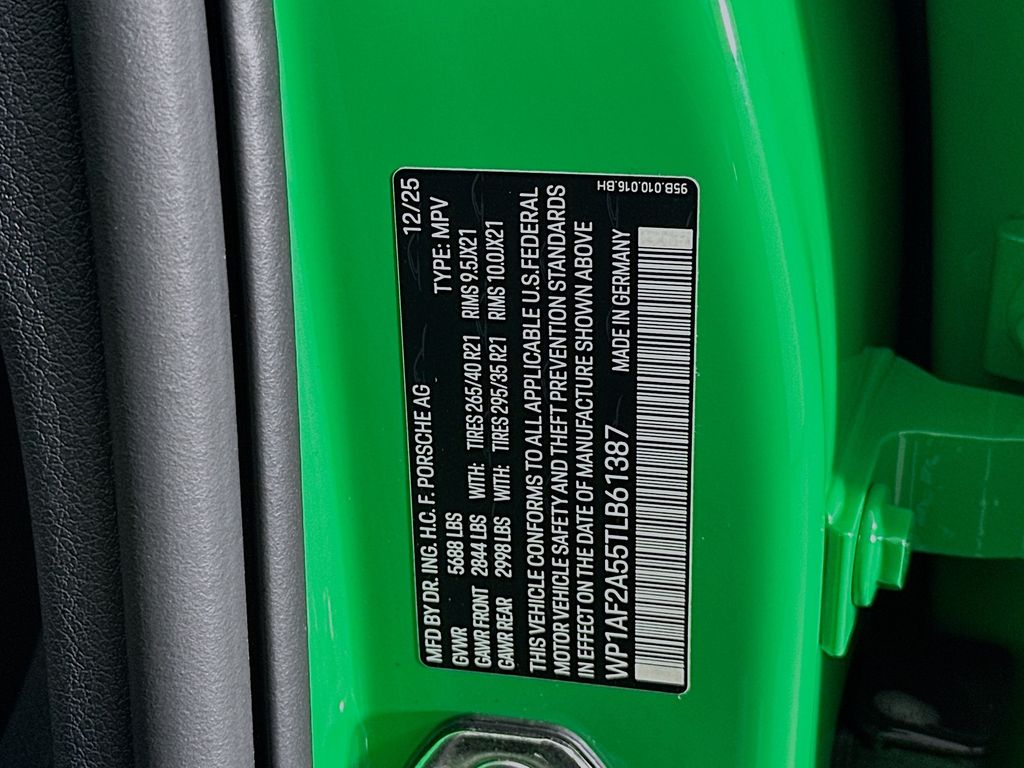 MFD BY DR. ING. H.C. F. PORSCHE AG 12/25
GVWR 5688 LBS TYPE: MPV
GAWR FRONT 2844 LBS WITH: TIRES 265/40 R21 RIMS 9.5JX21
GAWR REAR 2998 LBS WITH: TIRES 295/35 R21 RIMS 10.0JX21
THIS VEHICLE CONFORMS TO ALL APPLICABLE U.S. FEDERAL
MOTOR VEHICLE SAFETY AND THEFT PREVENTION STANDARDS
IN EFFECT ON THE DATE OF MANUFACTURE SHOWN ABOVE
WP1AF2A55TLB61387 MADE IN GERMANY
95B.010.016.BH